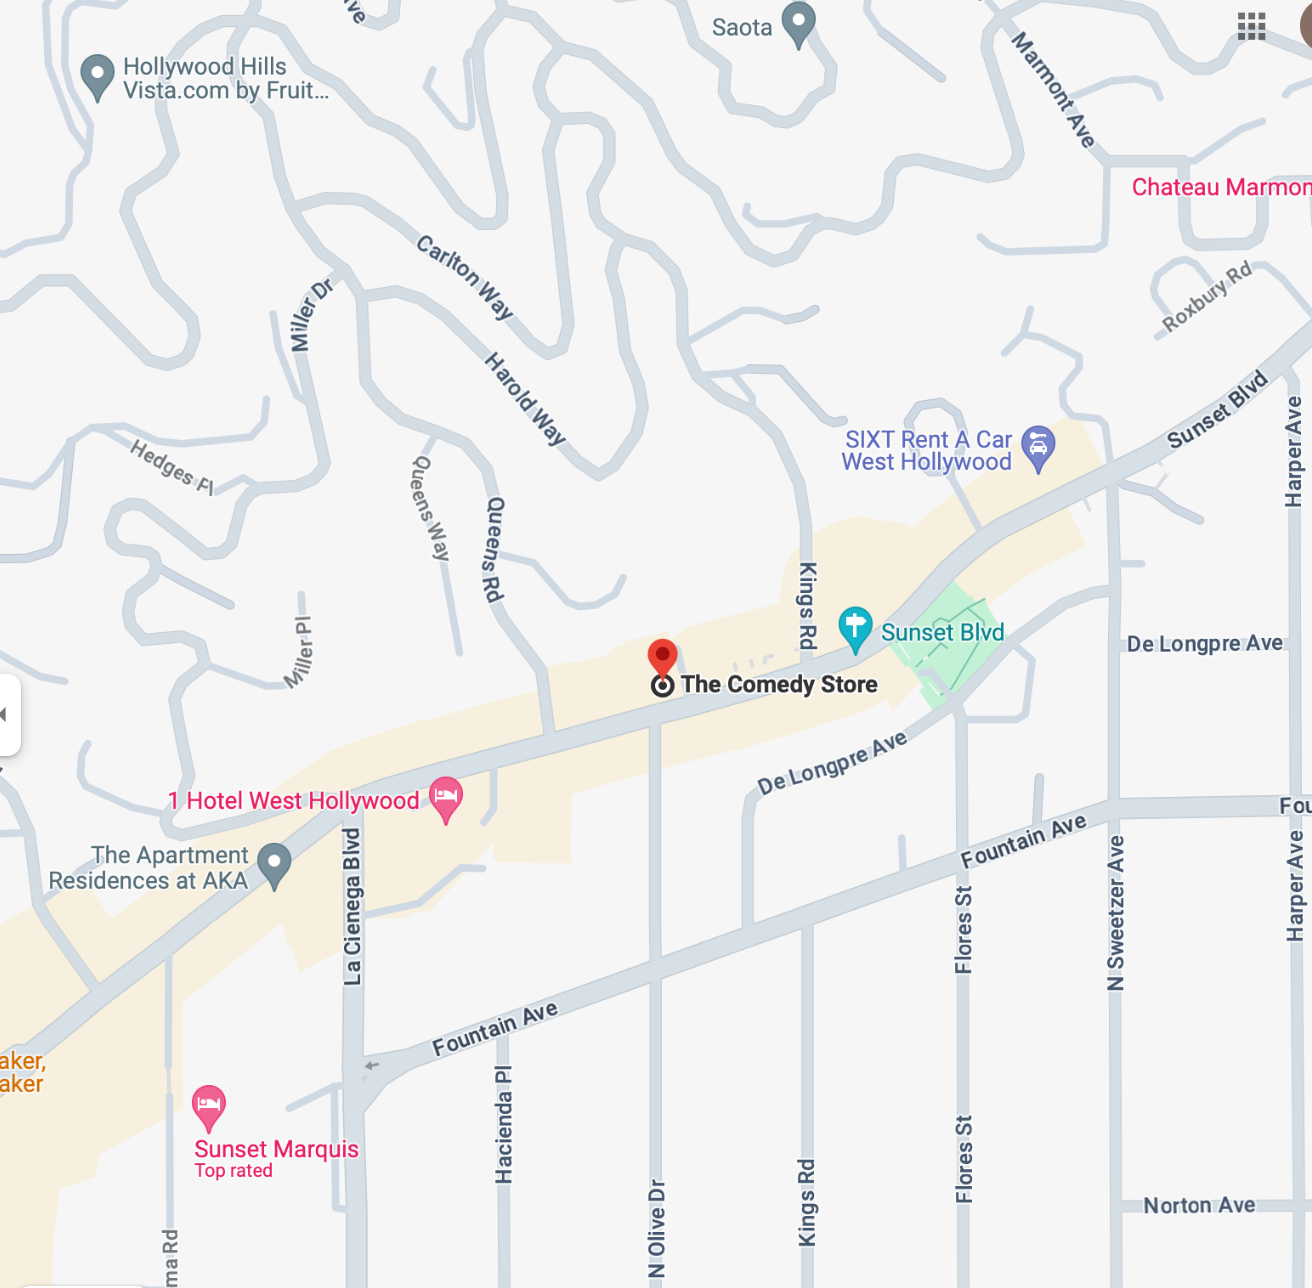 ve
Saota
Hollywood Hills
Vista.com by Fruit...
Marmont Ave
Chateau Marmon
Carlton Way
Roxbury Rd
Miller Dr
Harold Way
Sunset Blvd
Harper Ave
SIXT Rent A Car
West Hollywood
Hedges Pl
Queens Way
Queens Rd
Kings Rd
Miller Pl
Sunset Blvd
De Longpre Ave
The Comedy Store
De Longpre Ave
1 Hotel West Hollywood
Fou
Fountain Ave
The Apartment
Residences at AKA
La Cienega Blvd
Flores St
N Sweetzer Ave
Harper Ave
Fountain Ave
aker,
aker
Hacienda Pl
Sunset Marquis
Top rated
Flores St
Kings Rd
N Olive Dr
Norton Ave
ma Rd